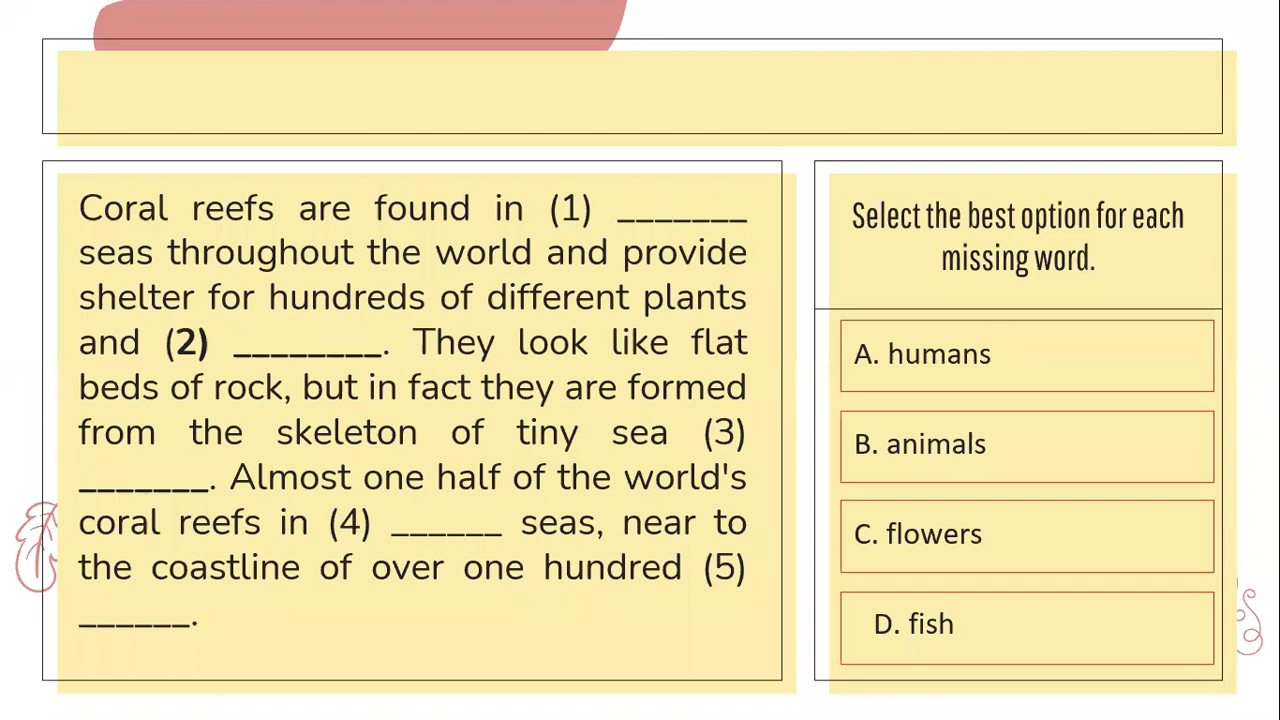 Coral reefs are found in (1) _______
seas throughout the world and provide
shelter for hundreds of different plants
and (2) ________. They look like flat
beds of rock, but in fact they are formed
from the skeleton of tiny sea (3)
_______. Almost one half of the world's
coral reefs in (4) ______ seas, near to
the coastline of over one hundred (5)
______.
Select the best option for each
missing word.
A. humans
B. animals
C. flowers
D. fish